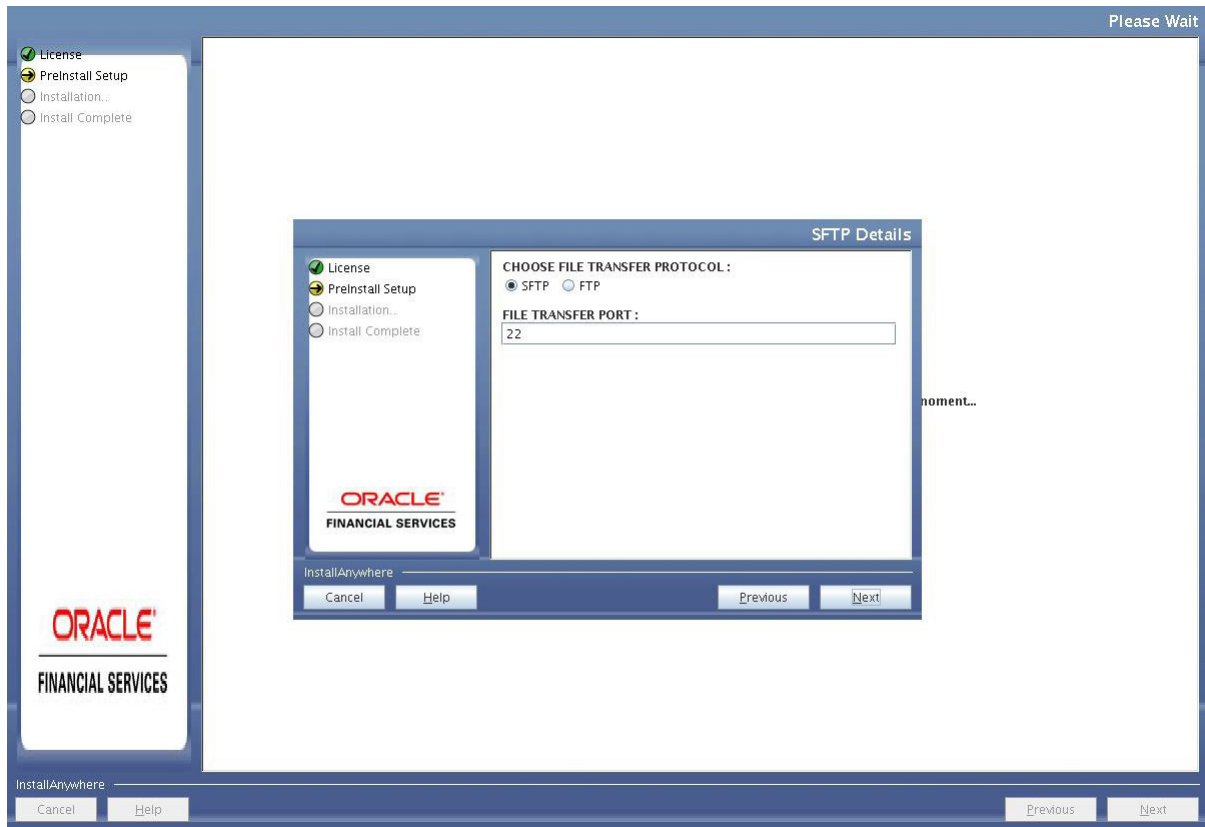 Please Wait
License
PreInstall Setup
Installation...
Install Complete
SFTP Details
License
PreInstall Setup
Installation...
Install Complete
CHOOSE FILE TRANSFER PROTOCOL :
SFTP FTP
FILE TRANSFER PORT :
22
ORACLE
FINANCIAL SERVICES
InstallAnywhere
Cancel Help Previous Next
ORACLE
FINANCIAL SERVICES
InstallAnywhere
Cancel Help Previous Next